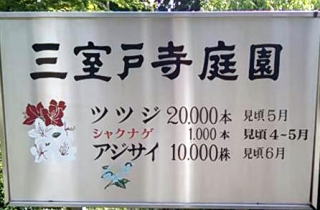 三室戸寺庭園
ツツジ 20.000本 見頃5月
シャクナゲ 1.000本 見頃4~5月
アジサイ 10.000株 見頃6月